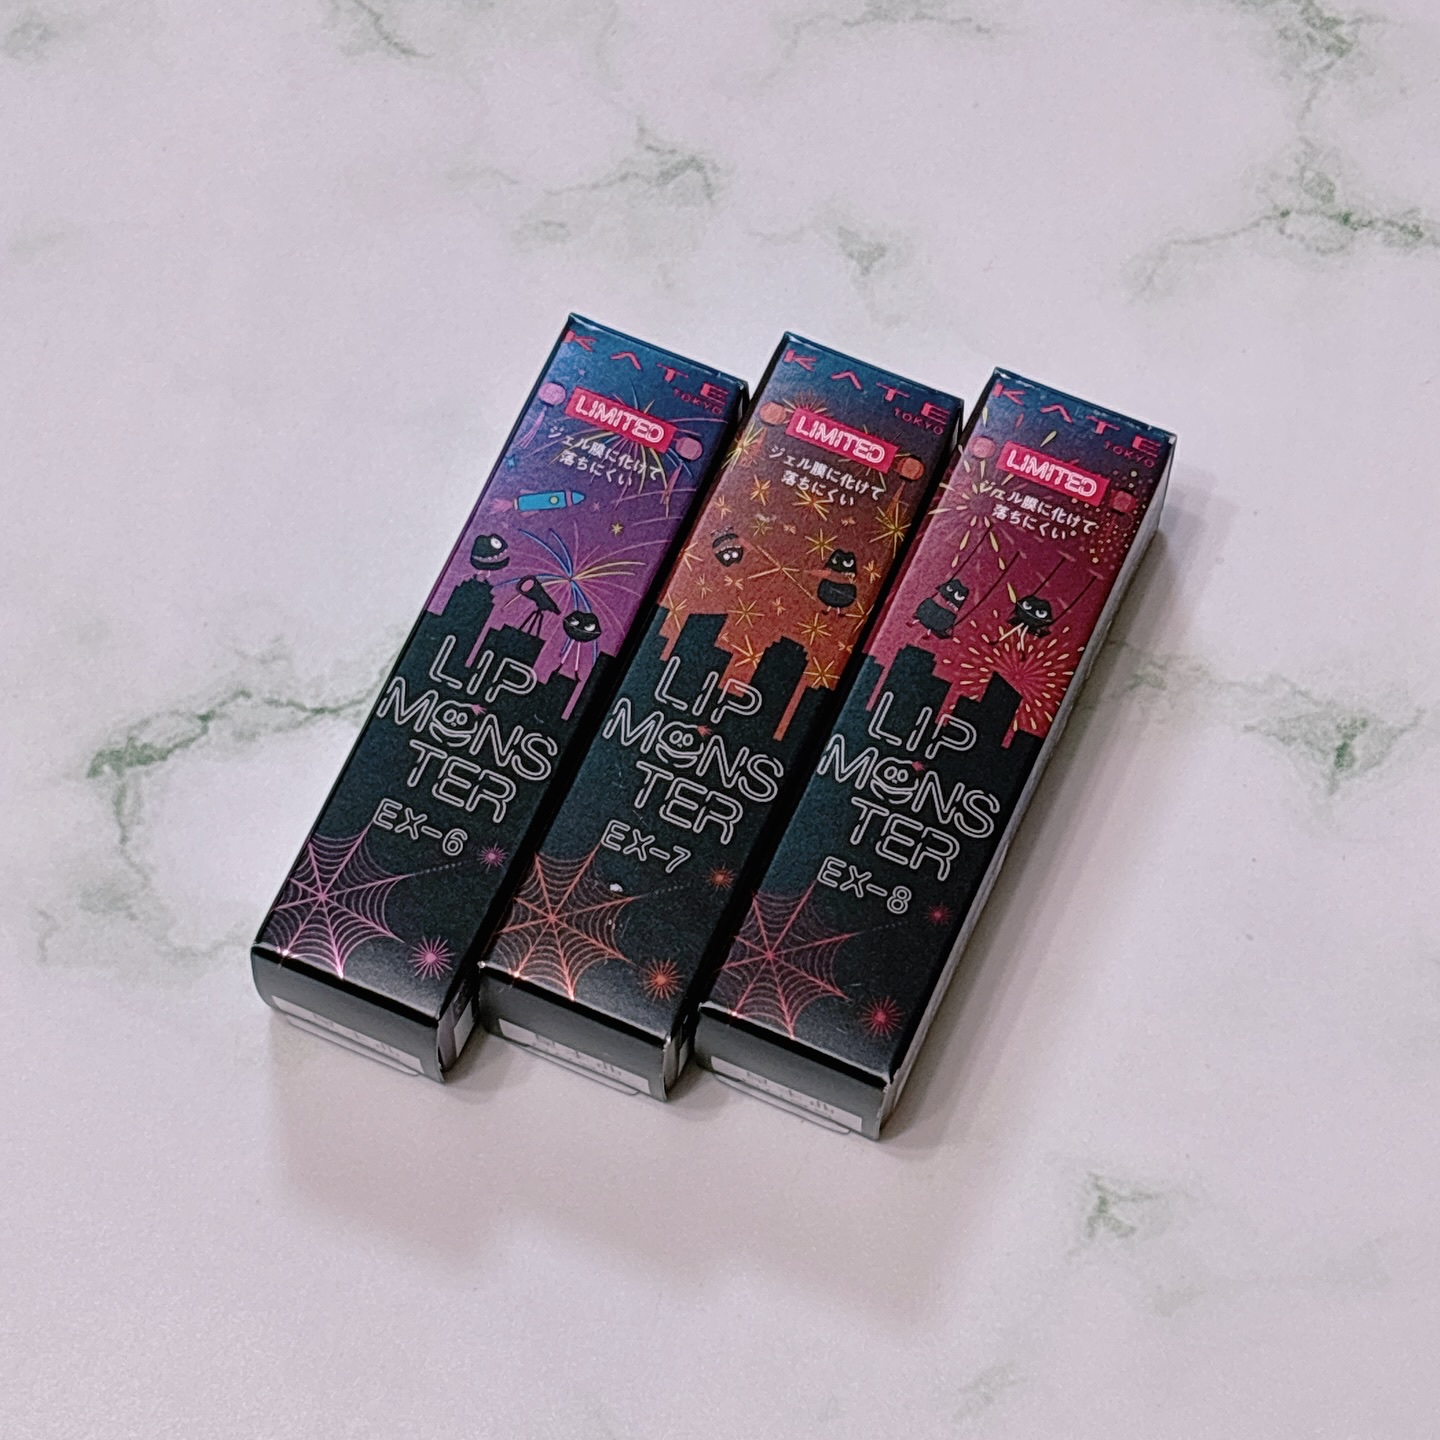 KATE
TOKYO
LIMITED
ジェル膜に化けて
落ちにくい
LIP
MONS
TER
EX-6
KATE
TOKYO
LIMITED
ジェル膜に化けて
落ちにくい
LIP
MONS
TER
EX-7
KATE
TOKYO
LIMITED
ジェル膜に化けて
落ちにくい
LIP
MONS
TER
EX-8